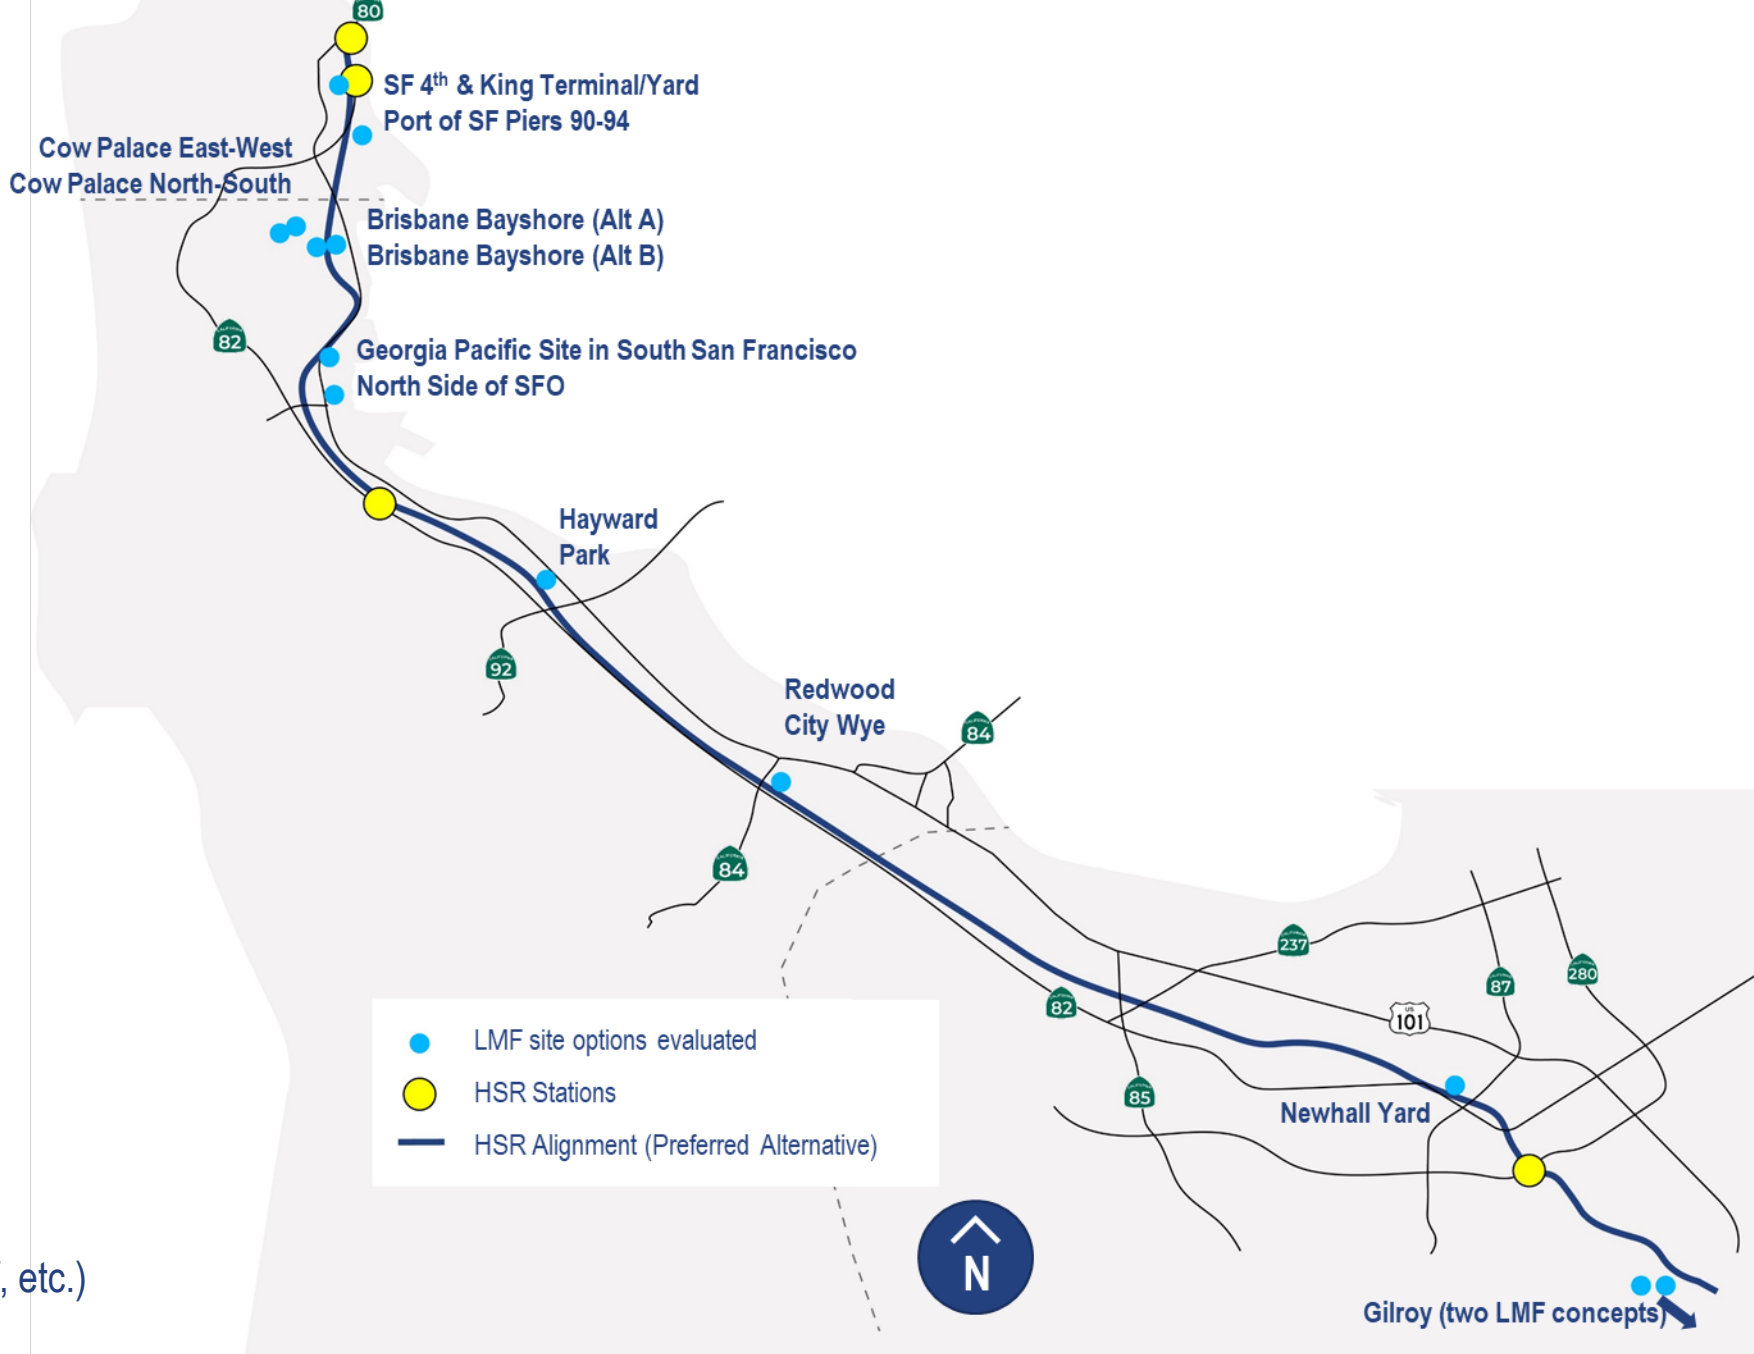 80
SF 4th & King Terminal/Yard
Port of SF Piers 90-94
Cow Palace East-West
Cow Palace North-South
Brisbane Bayshore (Alt A)
Brisbane Bayshore (Alt B)
82
Georgia Pacific Site in South San Francisco
North Side of SFO
Hayward
Park
92
Redwood
City Wye
84
84
237
87
280
82
US
101
85
Newhall Yard
LMF site options evaluated
HSR Stations
HSR Alignment (Preferred Alternative)
N
, etc.)
Gilroy (two LMF concepts)